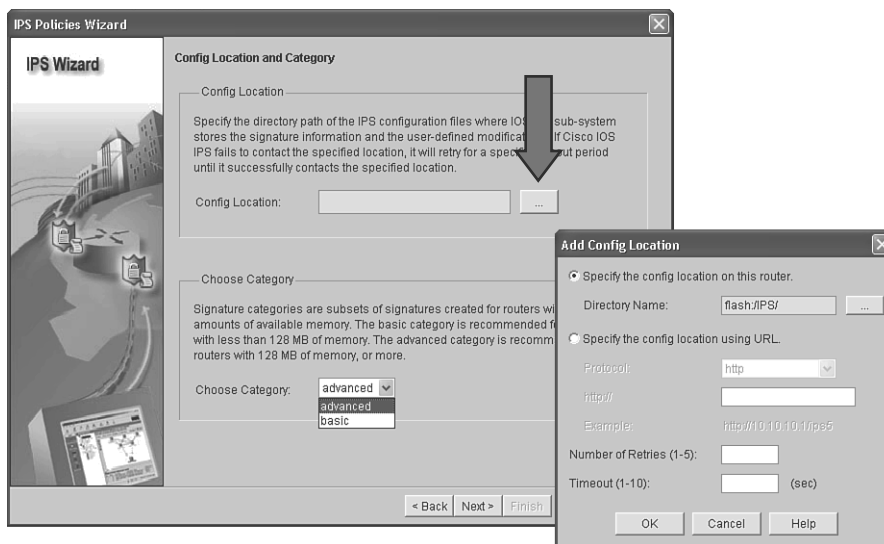 IPS Policies Wizard
IPS Wizard
Config Location and Category
Config Location
Specify the directory path of the IPS configuration files where IOS sub-system
stores the signature information and the user-defined If Cisco IOS
IPS fails to contact the specified location, it will retry for a period
until it successfully contacts the specified location.
Config Location:
...
Choose Category
Signature categories are subsets of signatures created for routers
amounts of available memory. The basic category is recommended
with less than 128 MB of memory. The advanced category is
routers with 128 MB of memory, or more.
Choose Category:
advanced
advanced
basic
< Back
Next >
Finish
Add Config Location
Specify the config location on this router.
Directory Name:
flash:/IPS/
...
Specify the config location using URL.
Protocol:
http
http://
Example:
http://10.10.10.1/ips5
Number of Retries (1-5):
Timeout (1-10):
(sec)
OK
Cancel
Help